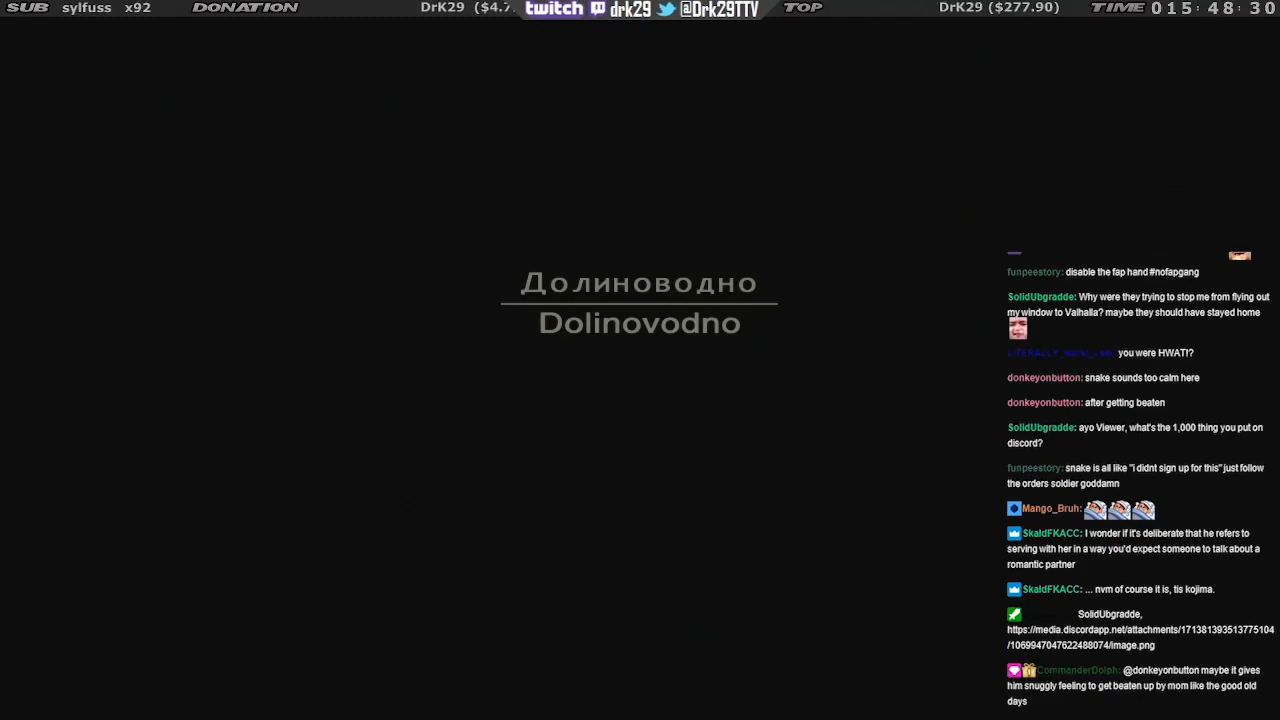 SUB sylfuss x92 DONATION DrK29 ($4.7 twitch drk29 @Drk29TTV TOP DrK29 ($277.90) TIME 015:48:30
Долиноводно
Dolinovodno
funpeestory: disable the fap hand #nofapgang
SolidUbgradde: Why were they trying to stop me from flying out
my window to Valhalla? maybe they should have stayed home
you were HWAT!?
donkeyonbutton: snake sounds too calm here
donkeyonbutton: after getting beaten
SolidUbgradde: ayo Viewer, what's the 1,000 thing you put on
discord?
funpeestory: snake is all like "i didnt sign up for this" just follow
the orders soldier goddamn
Mango_Bruh:
SkaldFKACC: I wonder if it's deliberate that he refers to
serving with her in a way you'd expect someone to talk about a
romantic partner
SkaldFKACC: ... nvm of course it is, tis kojima.
SolidUbgradde,
https://media.discordapp.net/attachments/171381393513775104
/1069947047622488074/image.png
CommanderDolph: @donkeyonbutton maybe it gives
him snuggly feeling to get beaten up by mom like the good old
days